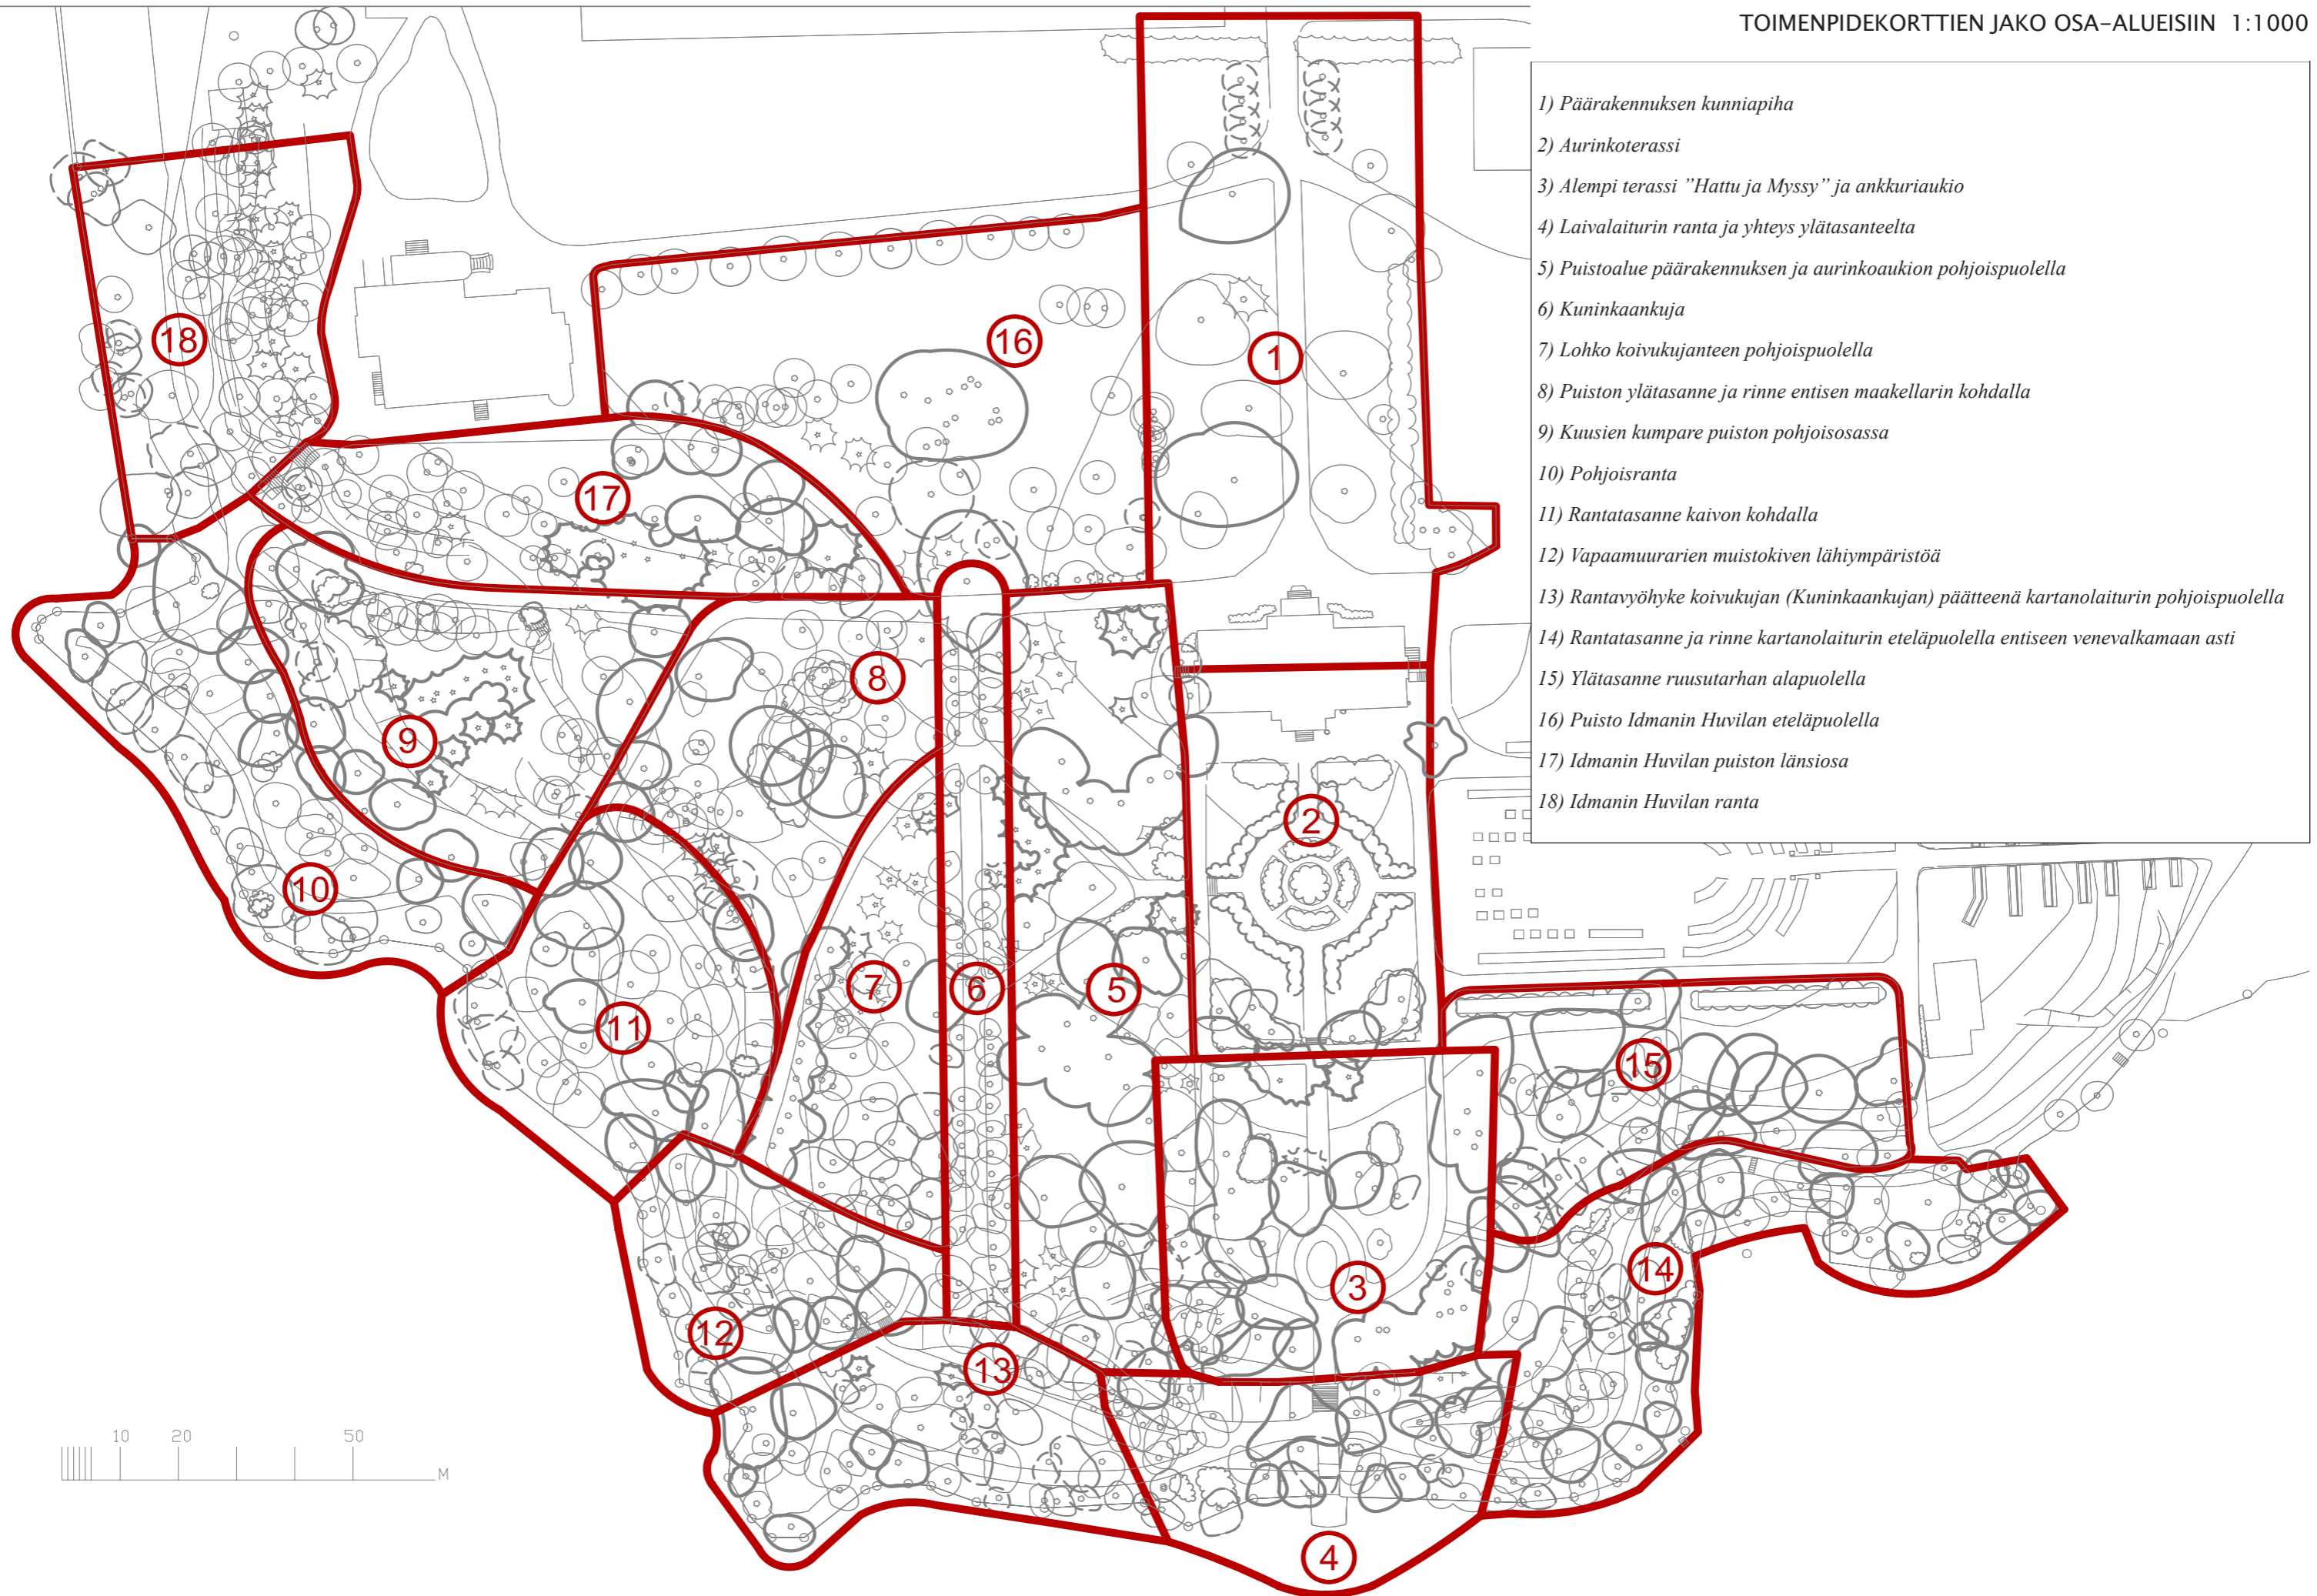 TOIMENPIDEKORTTIEN JAKO OSA-ALUEISIIN 1:1000
1) Päärakennuksen kunniapiha
2) Aurinkoterassi
3) Alempi terassi ”Hattu ja Myssy” ja ankkuriaukio
4) Laivalaiturin ranta ja yhteys ylätasanteelta
5) Puistoalue päärakennuksen ja aurinkoaukion pohjoispuolella
6) Kuninkaankuja
7) Lohko koivukujanteen pohjoispuolella
8) Puiston ylätasanne ja rinne entisen maakellarin kohdalla
9) Kuusien kumpare puiston pohjoisosassa
10) Pohjoisranta
11) Rantatasanne kaivon kohdalla
12) Vapaamuurarien muistokiven lähiympäristöä
13) Rantavyöhyke koivukujan (Kuninkaankujan) päätteenä kartanolaiturin pohjoispuolella
14) Rantatasanne ja rinne kartanolaiturin eteläpuolella entiseen venevalkamaan asti
15) Ylätasanne ruusutarhan alapuolella
16) Puisto Idmanin Huvilan eteläpuolella
17) Idmanin Huvilan puiston länsiosa
18) Idmanin Huvilan ranta
18
16
1
17
8
9
2
10
7
6
5
11
15
14
3
12
13
4
10 20 50
M